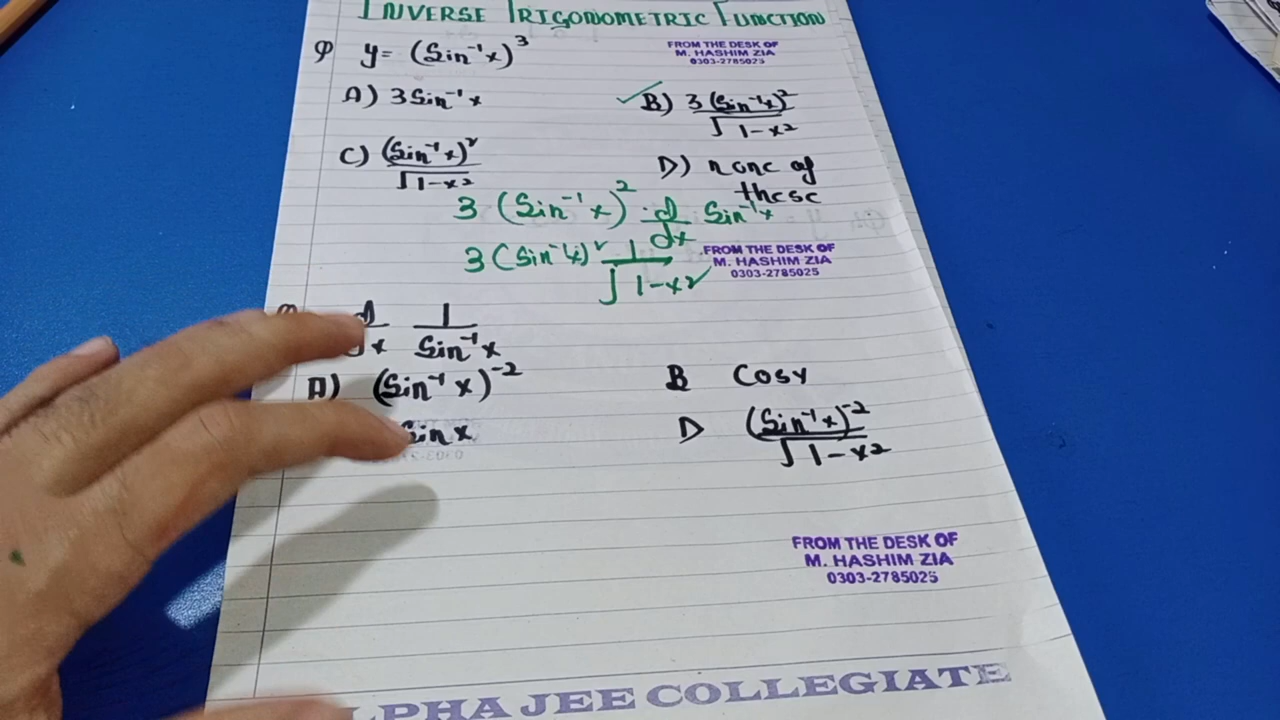 INVERSE TRIGONOMETRIC FUNCTION
Q y= (Sin⁻¹x)³
FROM THE DESK OF
M. HASHIM ZIA
0303-2785025
A) 3Sin⁻¹x
✓B) 3(Sin⁻¹x)²/√1-x²
C) (Sin⁻¹x)²/√1-x²
D) none of
these
3 (Sin⁻¹x)² · d/dx Sin⁻¹x
3(Sin⁻¹x)² 1/√1-x² ✓
FROM THE DESK OF
M. HASHIM ZIA
0303-2785025
d/dx 1/Sin⁻¹x
A) (Sin⁻¹x)⁻²
B Cosx
Sinx
D (Sin⁻¹x)⁻²/√1-x²
FROM THE DESK OF
M. HASHIM ZIA
0303-2785025
LPHA JEE COLLEGIATE